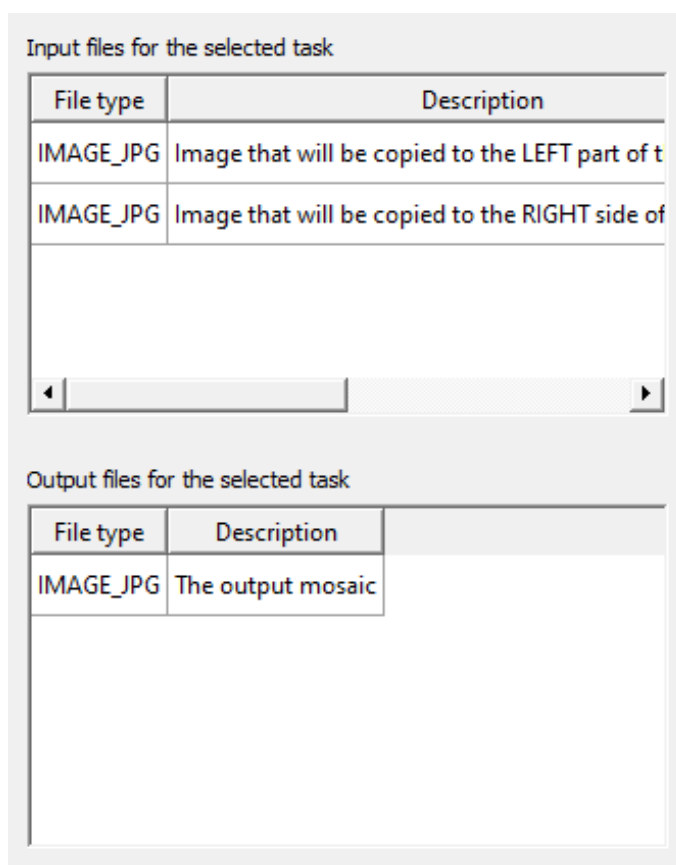 Input files for the selected task
File type Description
IMAGE_JPG Image that will be copied to the LEFT part of t
IMAGE_JPG Image that will be copied to the RIGHT side of
Output files for the selected task
File type Description
IMAGE_JPG The output mosaic